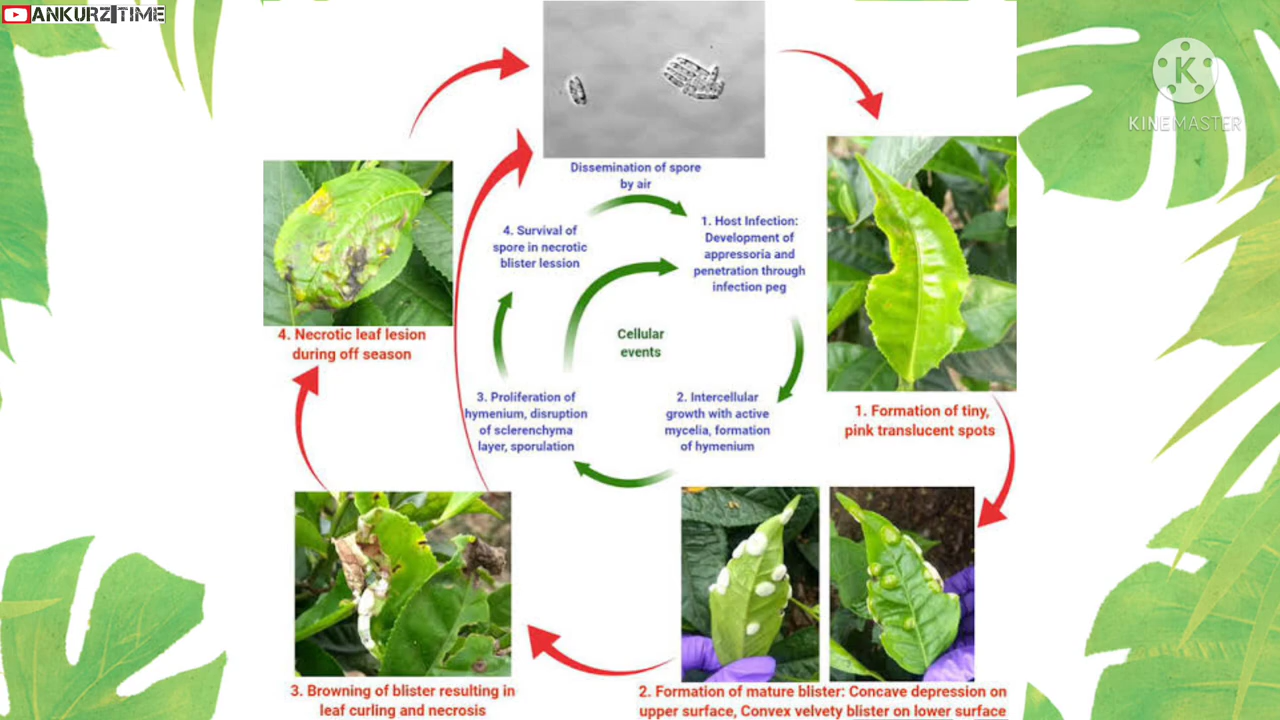 ANKURZ TIME
KINEMASTER
Dissemination of spore
by air
1. Host Infection:
Development of
appressoria and
penetration through
infection peg
4. Survival of
spore in necrotic
blister lession
Cellular
events
4. Necrotic leaf lesion
during off season
3. Proliferation of
hymenium, disruption
of sclerenchyma
layer, sporulation
2. Intercellular
growth with active
mycelia, formation
of hymenium
1. Formation of tiny,
pink translucent spots
3. Browning of blister resulting in
leaf curling and necrosis
2. Formation of mature blister: Concave depression on
upper surface, Convex velvety blister on lower surface